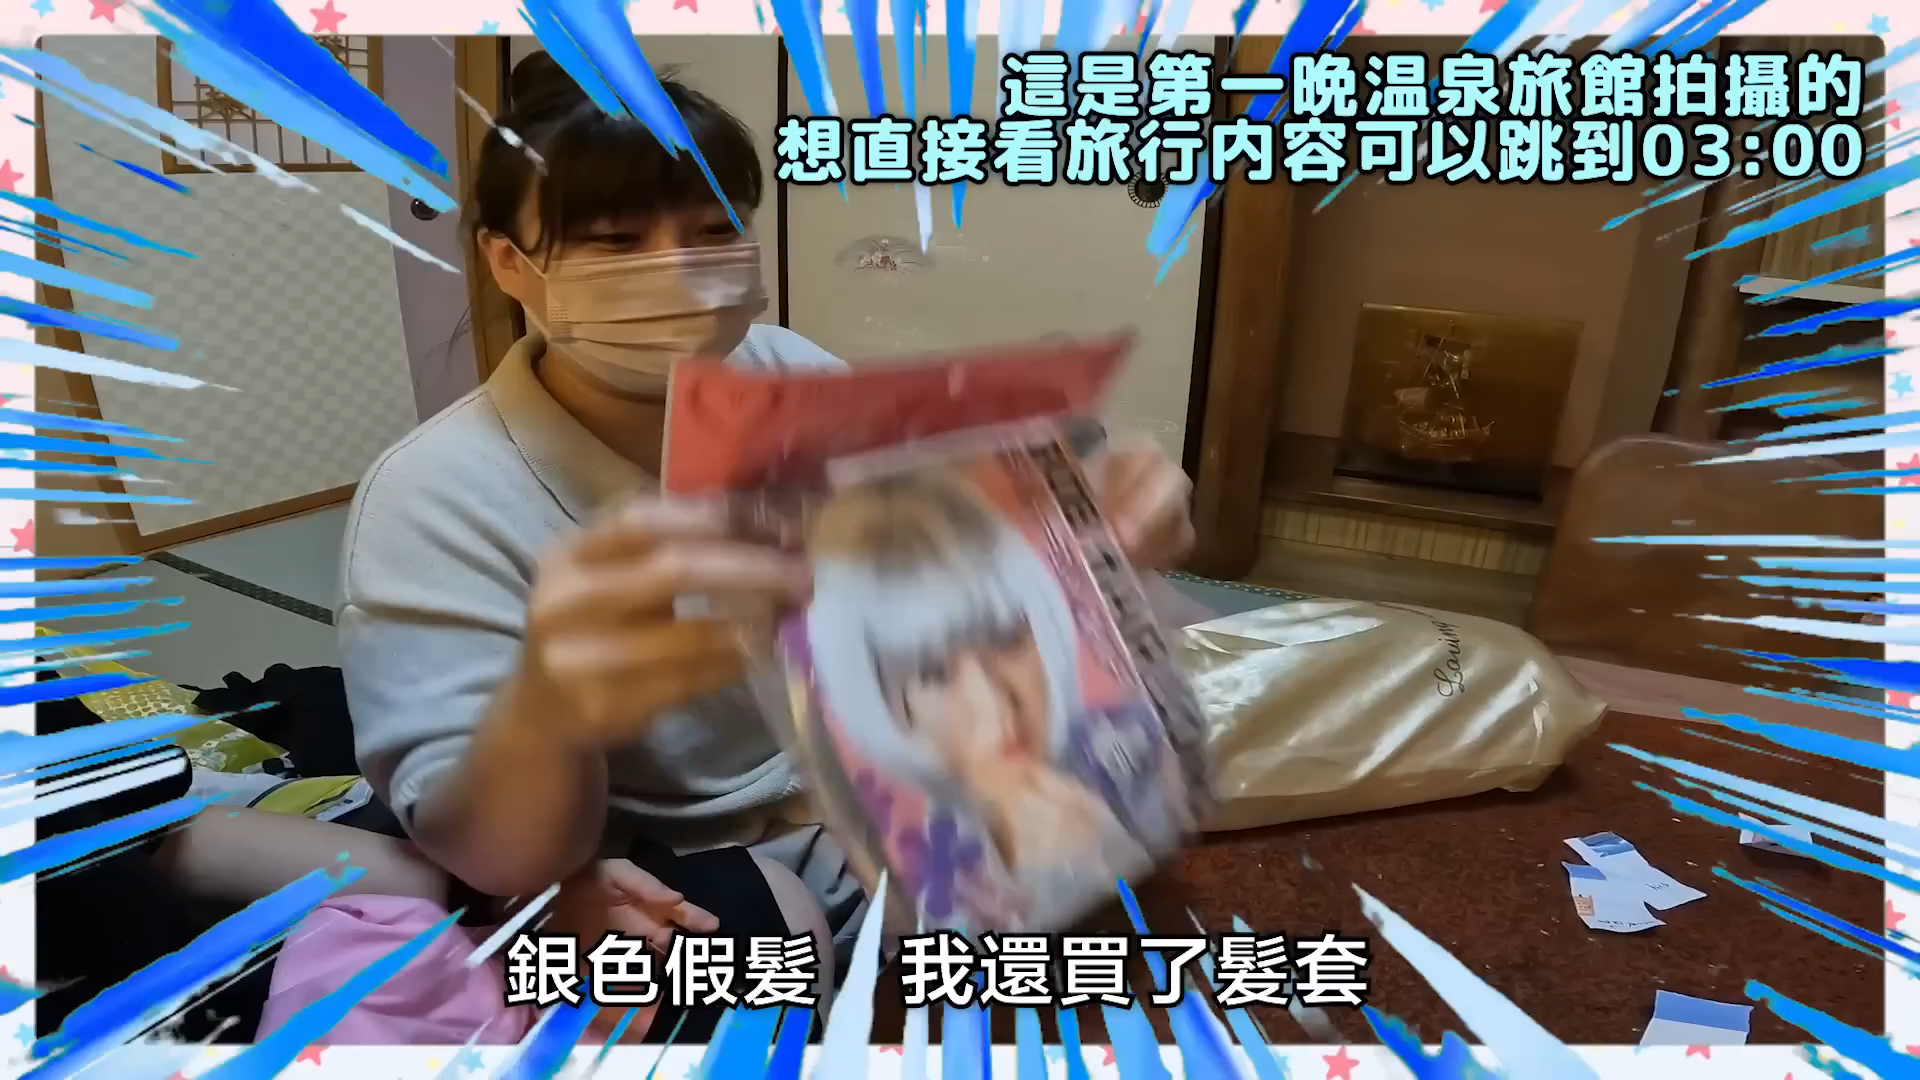 這是第一晚温泉旅館拍攝的
想直接看旅行内容可以跳到03:00
Loving
銀色假髮　我還買了髮套